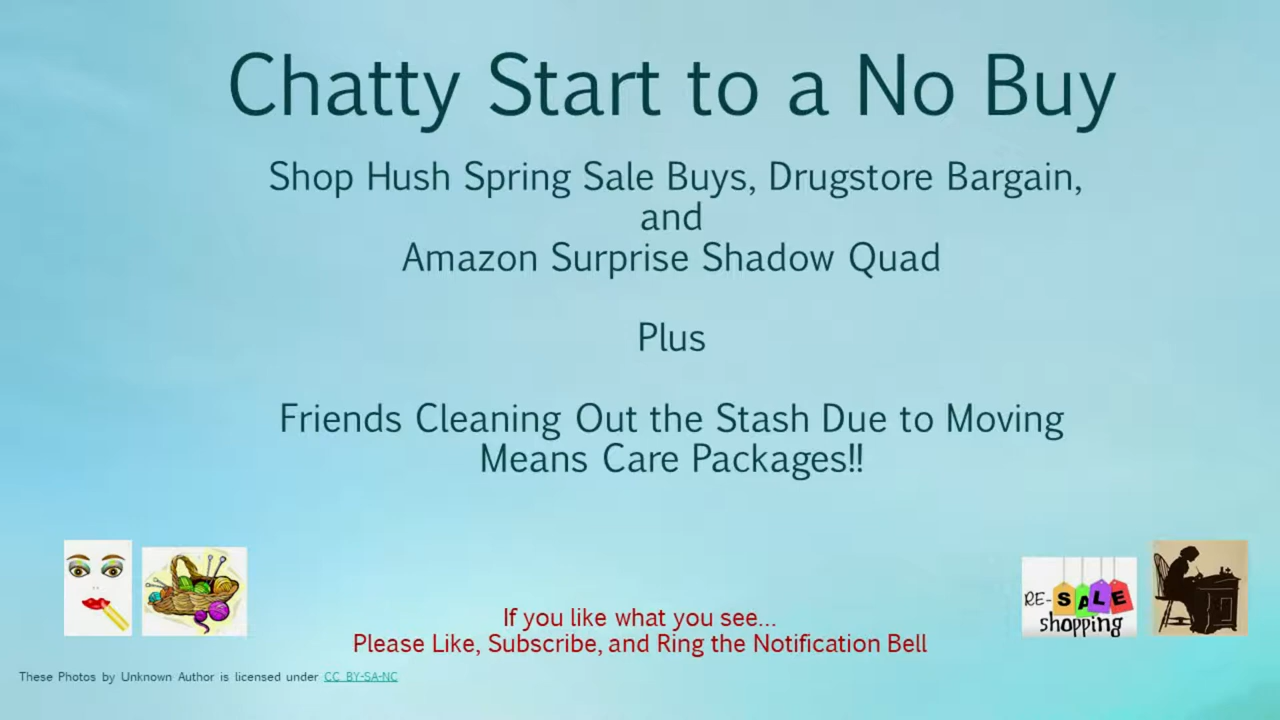 Chatty Start to a No Buy
Shop Hush Spring Sale Buys, Drugstore Bargain,
and
Amazon Surprise Shadow Quad
Plus
Friends Cleaning Out the Stash Due to Moving
Means Care Packages!!
RE-SALE
shopping
If you like what you see...
Please Like, Subscribe, and Ring the Notification Bell
These Photos by Unknown Author is licensed under CC BY-SA-NC